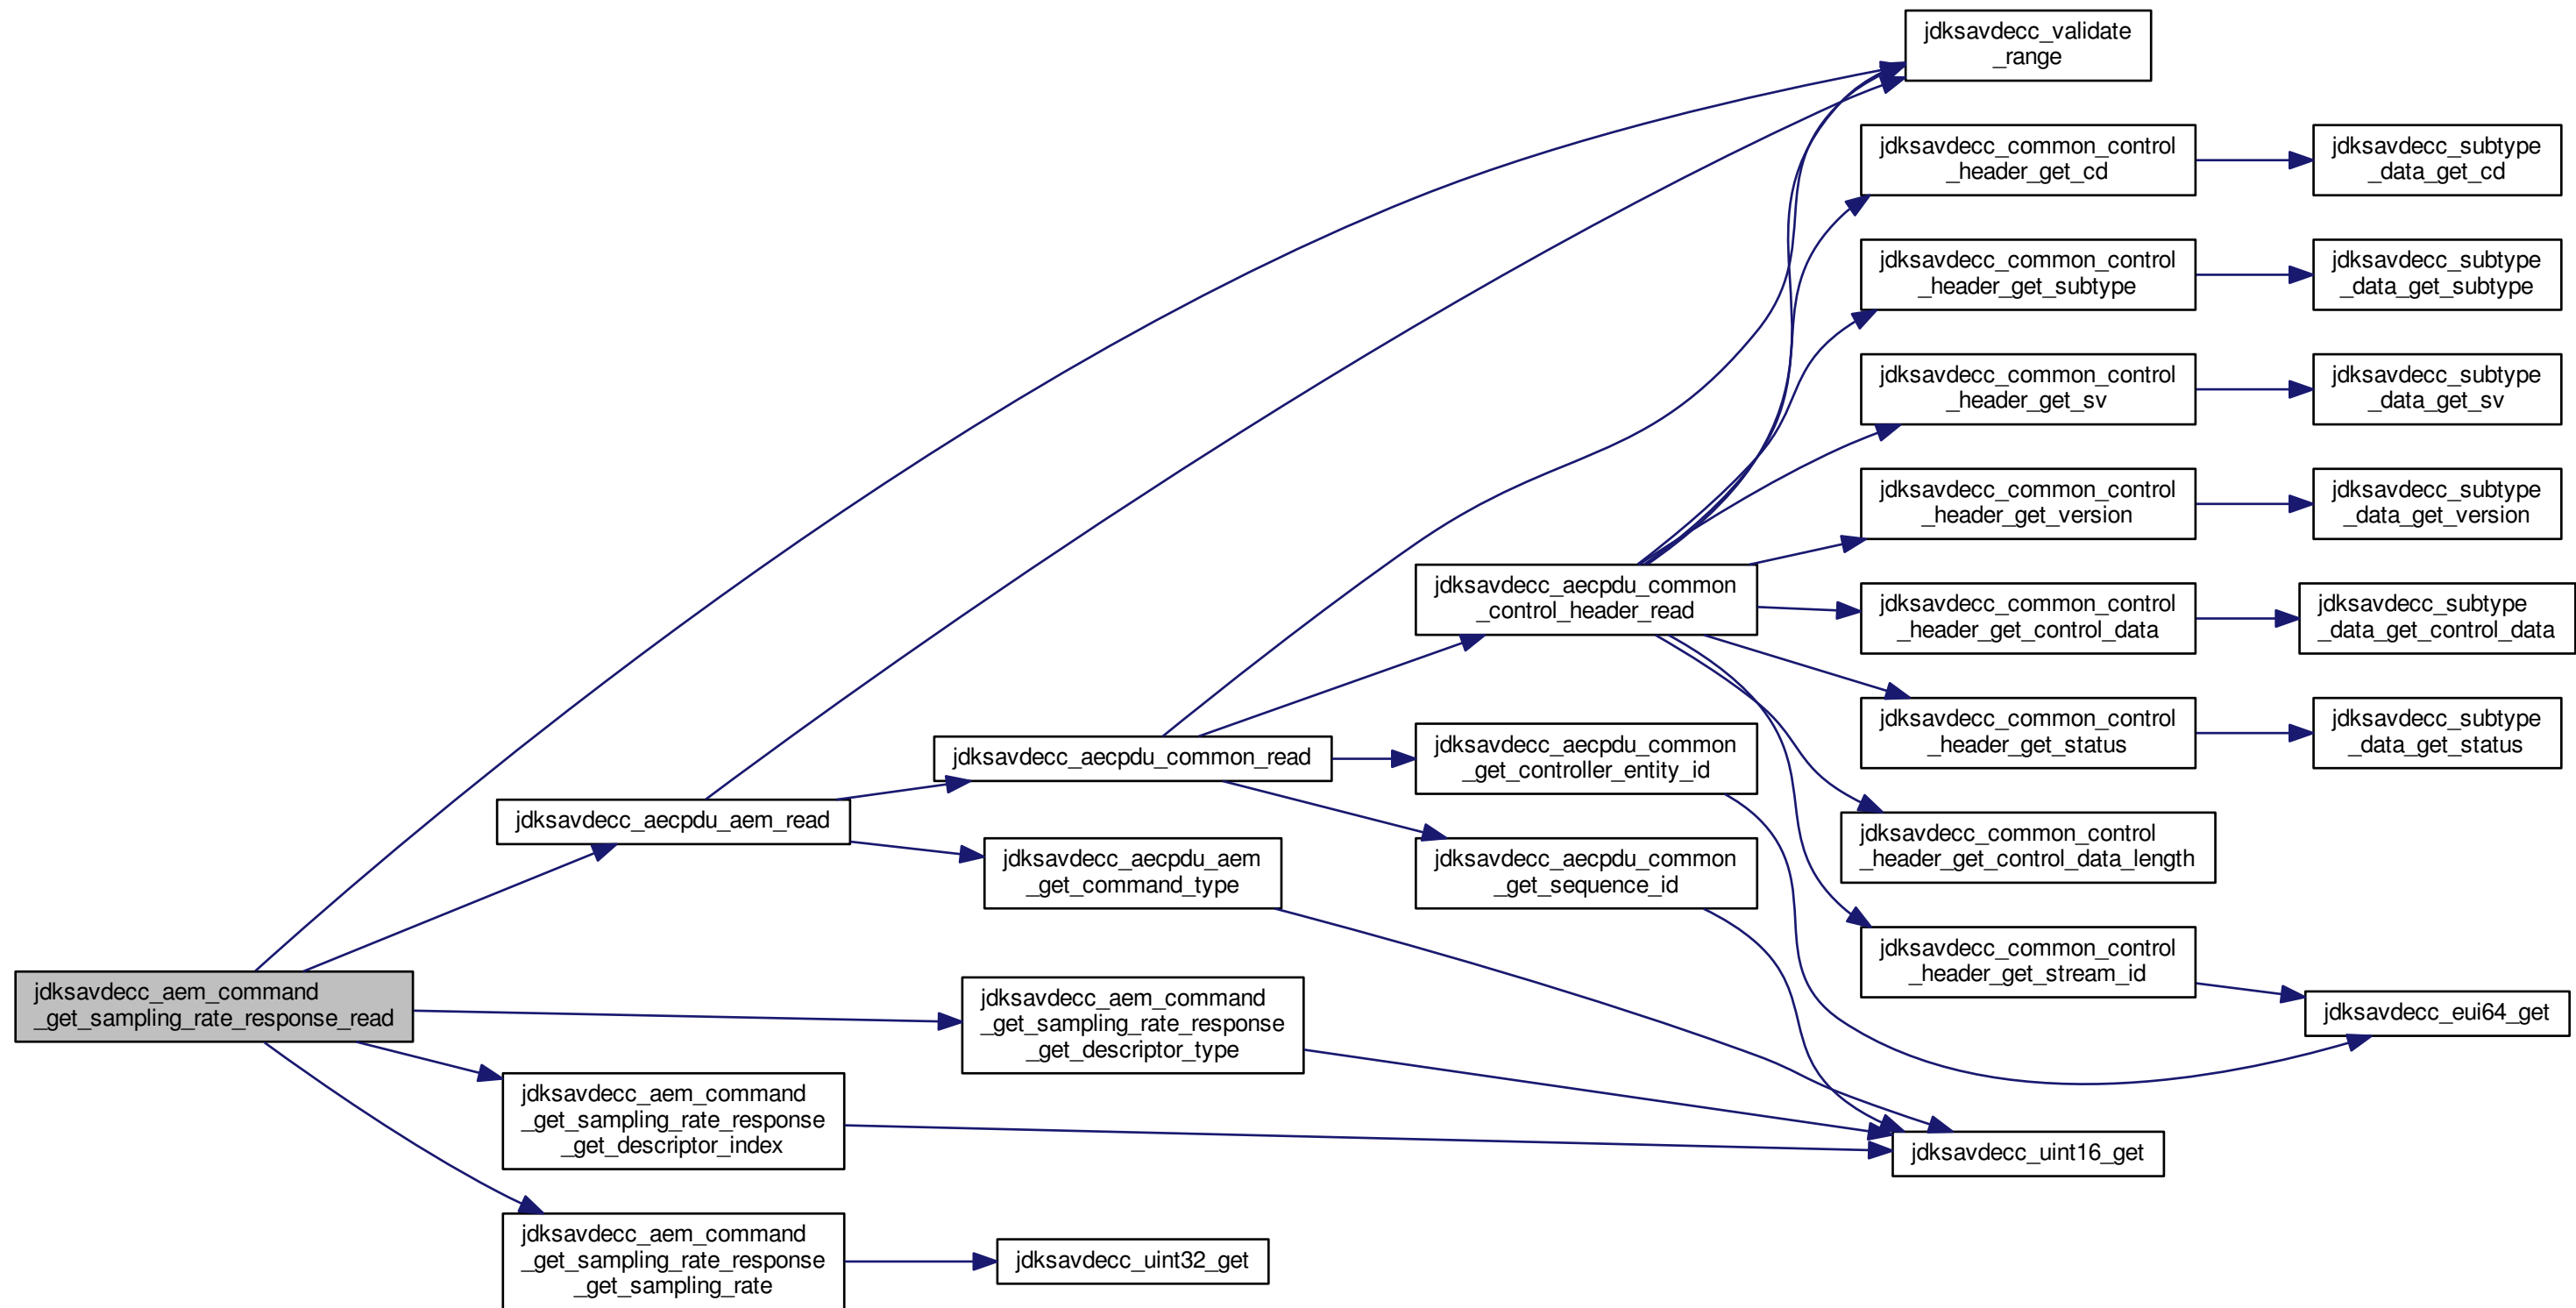 jdksavdecc_validate
_range
jdksavdecc_common_control
_header_get_cd
jdksavdecc_subtype
_data_get_cd
jdksavdecc_common_control
_header_get_subtype
jdksavdecc_subtype
_data_get_subtype
jdksavdecc_common_control
_header_get_sv
jdksavdecc_subtype
_data_get_sv
jdksavdecc_common_control
_header_get_version
jdksavdecc_subtype
_data_get_version
jdksavdecc_aecpdu_common
_control_header_read
jdksavdecc_common_control
_header_get_control_data
jdksavdecc_subtype
_data_get_control_data
jdksavdecc_common_control
_header_get_status
jdksavdecc_subtype
_data_get_status
jdksavdecc_aecpdu_common_read
jdksavdecc_aecpdu_common
_get_controller_entity_id
jdksavdecc_aecpdu_aem_read
jdksavdecc_common_control
_header_get_control_data_length
jdksavdecc_aecpdu_aem
_get_command_type
jdksavdecc_aecpdu_common
_get_sequence_id
jdksavdecc_common_control
_header_get_stream_id
jdksavdecc_eui64_get
jdksavdecc_aem_command
_get_sampling_rate_response_read
jdksavdecc_aem_command
_get_sampling_rate_response
_get_descriptor_type
jdksavdecc_aem_command
_get_sampling_rate_response
_get_descriptor_index
jdksavdecc_uint16_get
jdksavdecc_aem_command
_get_sampling_rate_response
_get_sampling_rate
jdksavdecc_uint32_get